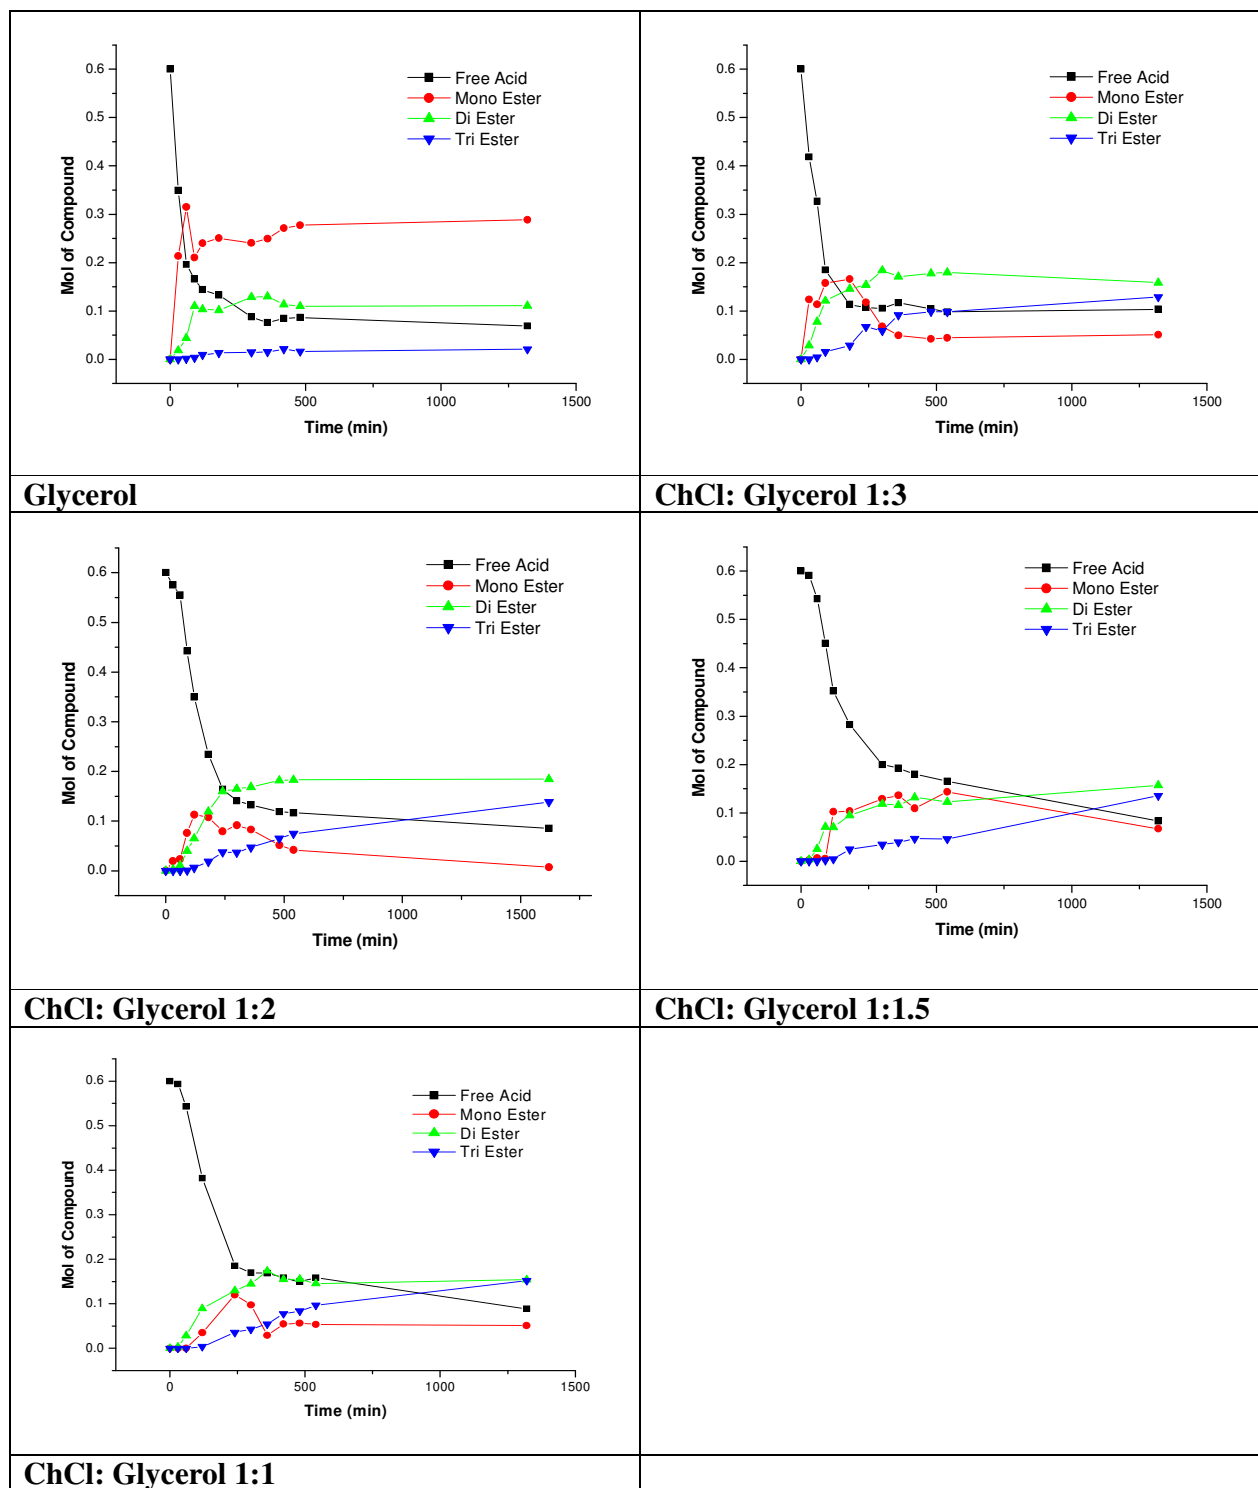 0.6
0.5
0.4
0.3
0.2
0.1
0.0
Mol of Compound
Free Acid
Mono Ester
Di Ester
Tri Ester
0
500
1000
1500
Time (min)
Glycerol
0.6
0.5
0.4
0.3
0.2
0.1
0.0
Mol of Compound
Free Acid
Mono Ester
Di Ester
Tri Ester
0
500
1000
1500
Time (min)
ChCl: Glycerol 1:3
0.6
0.5
0.4
0.3
0.2
0.1
0.0
Mol of Compound
Free Acid
Mono Ester
Di Ester
Tri Ester
0
500
1000
1500
Time (min)
ChCl: Glycerol 1:2
0.6
0.5
0.4
0.3
0.2
0.1
0.0
Mol of Compound
Free Acid
Mono Ester
Di Ester
Tri Ester
0
500
1000
1500
Time (min)
ChCl: Glycerol 1:1.5
0.6
0.5
0.4
0.3
0.2
0.1
0.0
Mol of Compound
Free Acid
Mono Ester
Di Ester
Tri Ester
0
500
1000
1500
Time (min)
ChCl: Glycerol 1:1